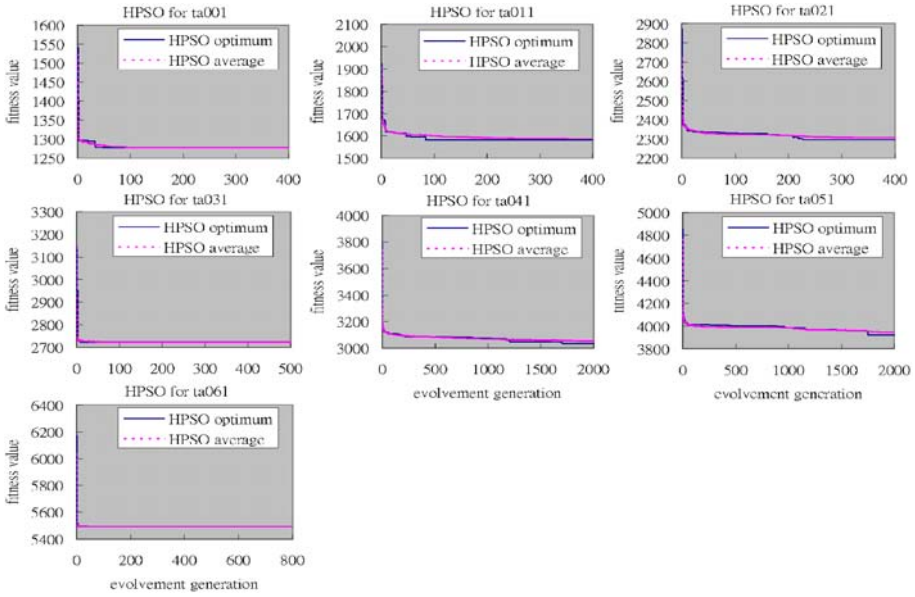 HPSO for ta001
fitness value
1600
1550
1500
1450
1400
1350
1300
1250
HPSO optimum
HPSO average
0 100 200 300 400
HPSO for ta011
fitness value
2100
2000
1900
1800
1700
1600
1500
HPSO optimum
HPSO average
0 100 200 300 400
HPSO for ta021
fitness value
2900
2800
2700
2600
2500
2400
2300
2200
HPSO optimum
HPSO average
0 200 400
HPSO for ta031
fitness value
3300
3200
3100
3000
2900
2800
2700
HPSO optimum
HPSO average
0 100 200 300 400 500
HPSO for ta041
fitness value
4000
3800
3600
3400
3200
3000
HPSO optimum
HPSO average
0 500 1000 1500 2000
evolvement generation
HPSO for ta051
fitness value
5000
4800
4600
4400
4200
4000
3800
HPSO optimum
HPSO average
0 500 1000 1500 2000
evolvement generation
HPSO for ta061
fitness value
6400
6200
6000
5800
5600
5400
HPSO optimum
HPSO average
0 200 400 600 800
evolvement generation